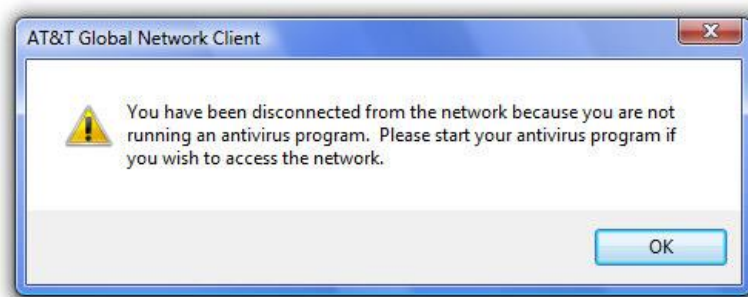 AT&T Global Network Client
You have been disconnected from the network because you are not
running an antivirus program.  Please start your antivirus program if
you wish to access the network.
OK